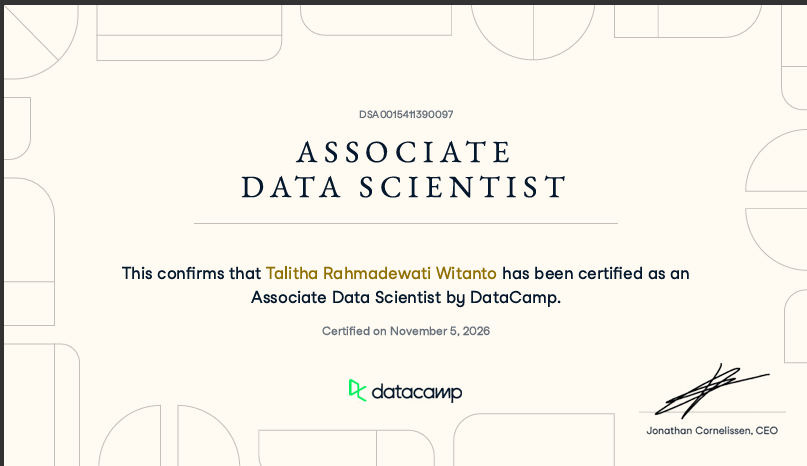 DSA0015411390097
ASSOCIATE
DATA SCIENTIST
This confirms that Talitha Rahmadewati Witanto has been certified as an
Associate Data Scientist by DataCamp.
Certified on November 5, 2026
datacamp
Jonathan Cornelissen, CEO